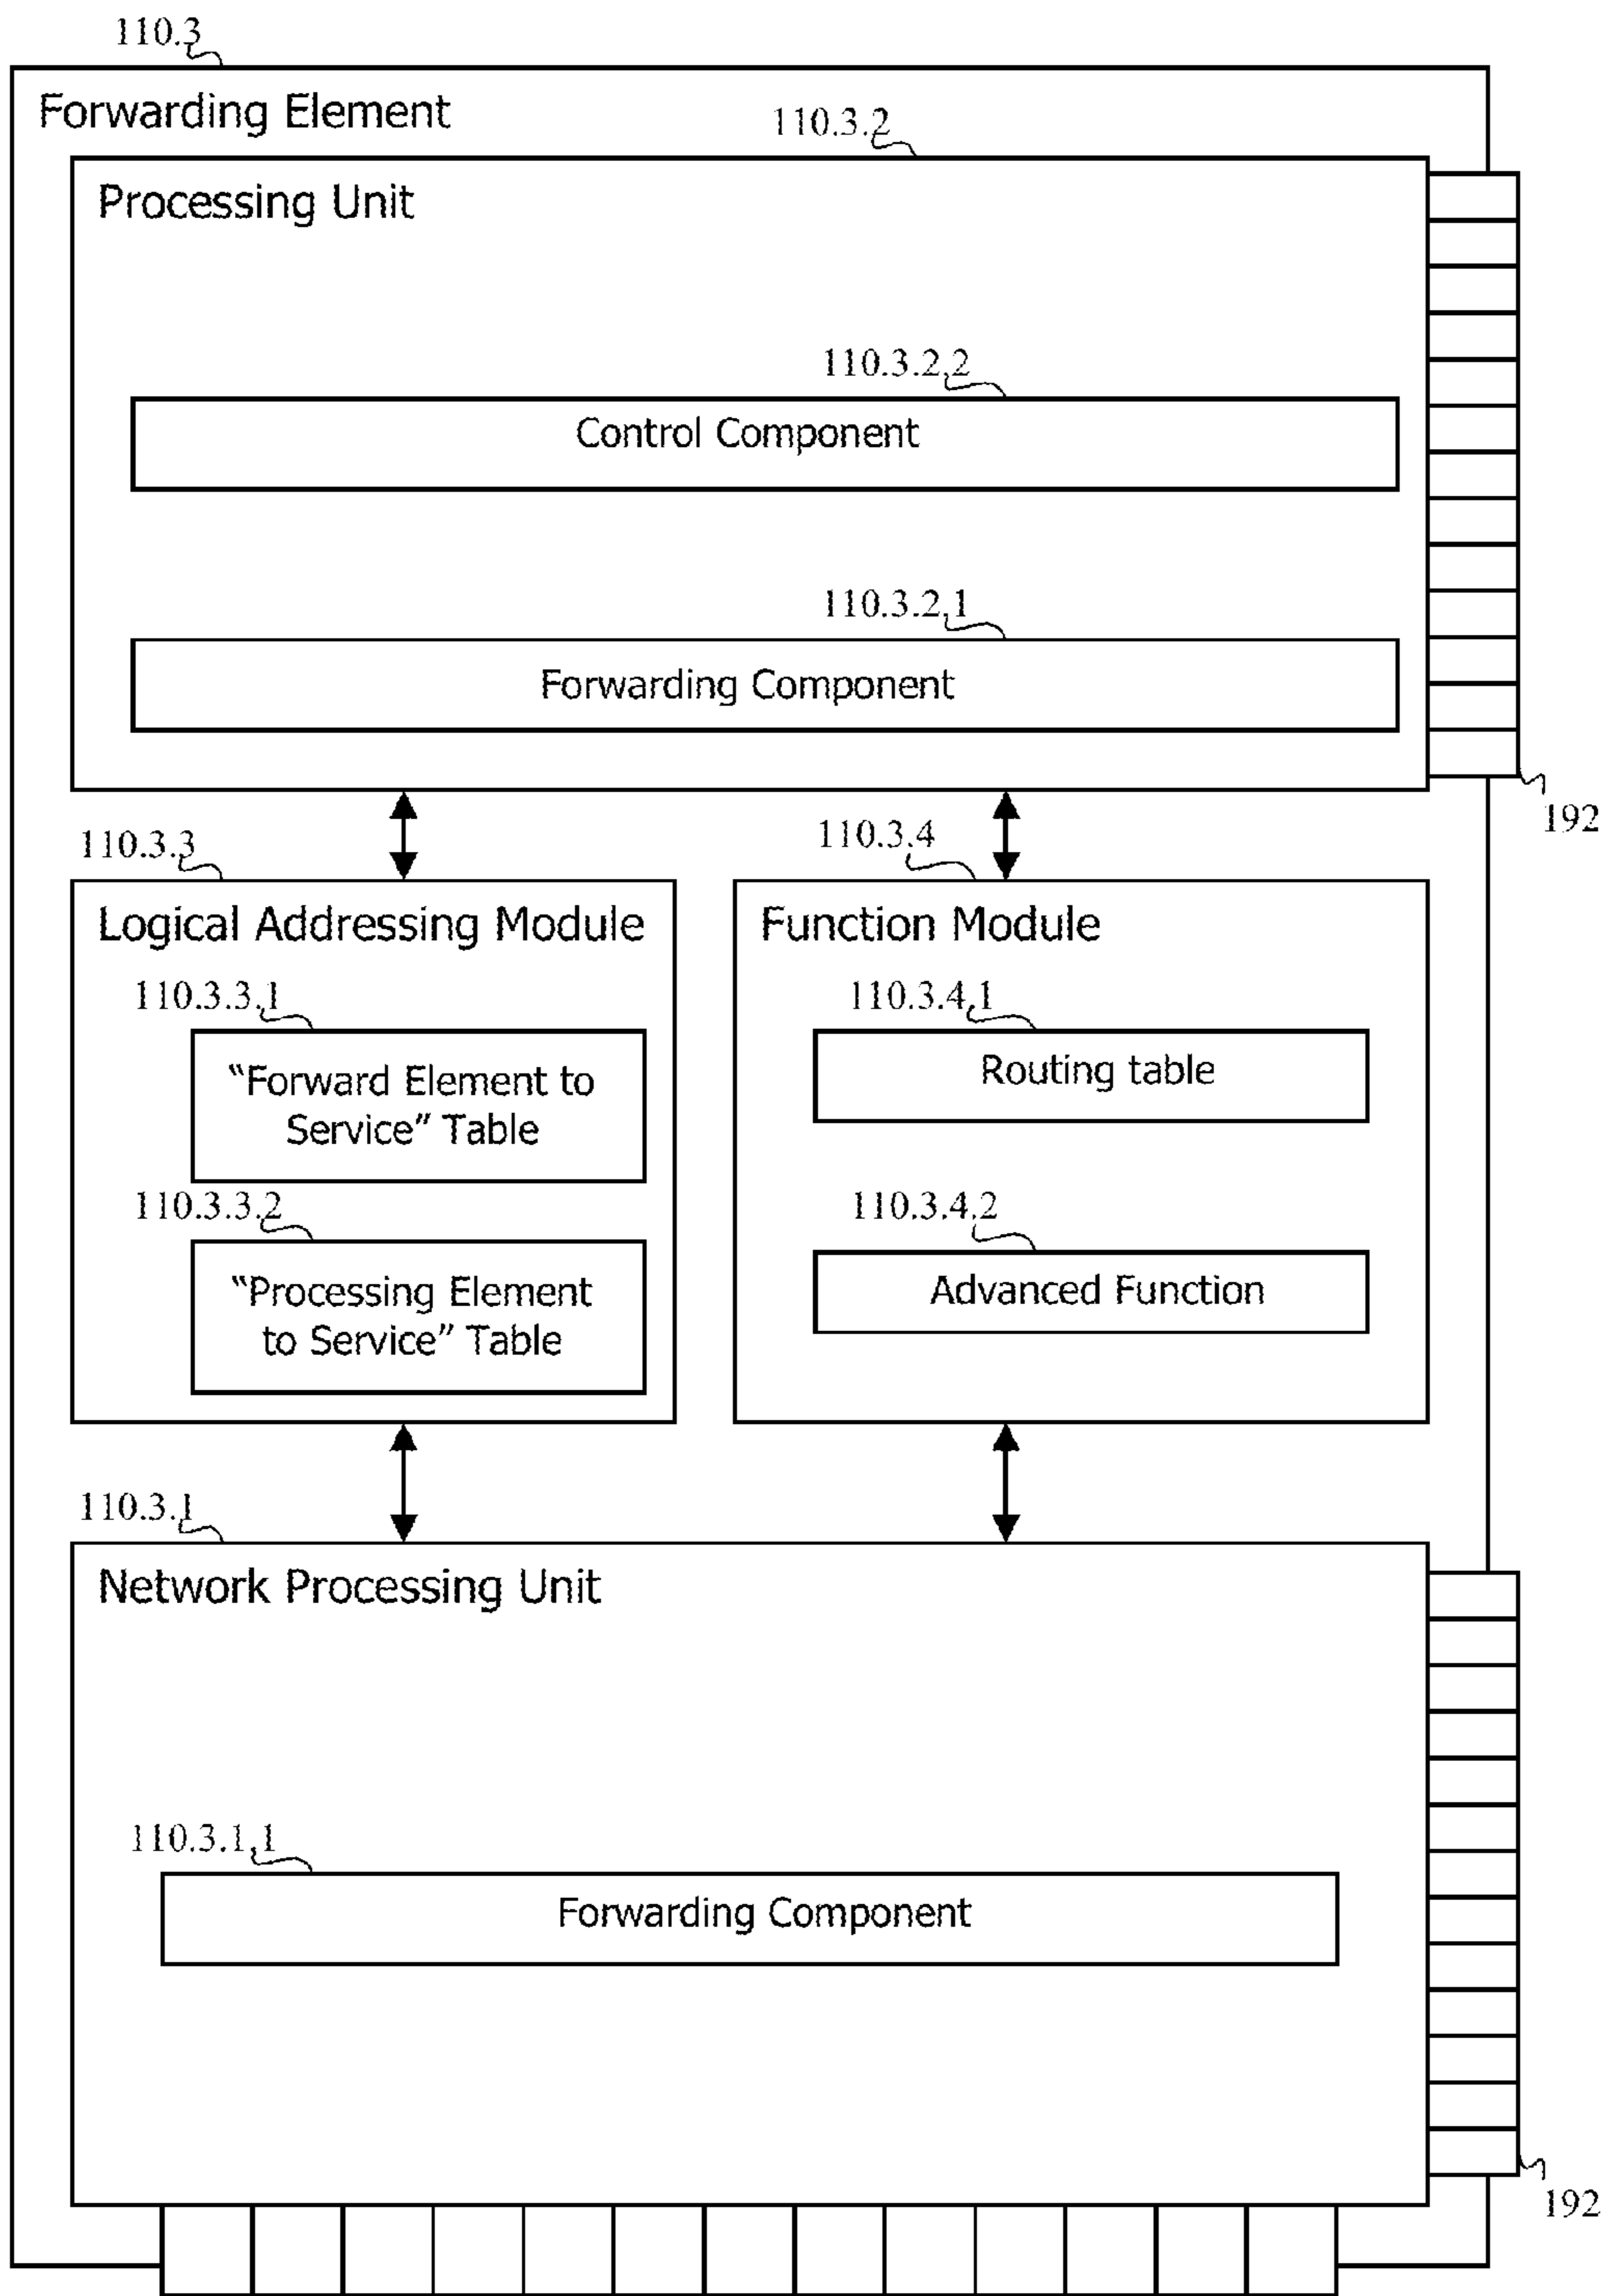 110.3
Forwarding Element
110.3.2
Processing Unit
110.3.2.2
Control Component
110.3.2.1
Forwarding Component
192
110.3.3
110.3.4
Logical Addressing Module
Function Module
110.3.3.1
110.3.4.1
“Forward Element to
Service” Table
Routing table
110.3.3.2
110.3.4.2
“Processing Element
to Service” Table
Advanced Function
110.3.1
Network Processing Unit
110.3.1.1
Forwarding Component
192